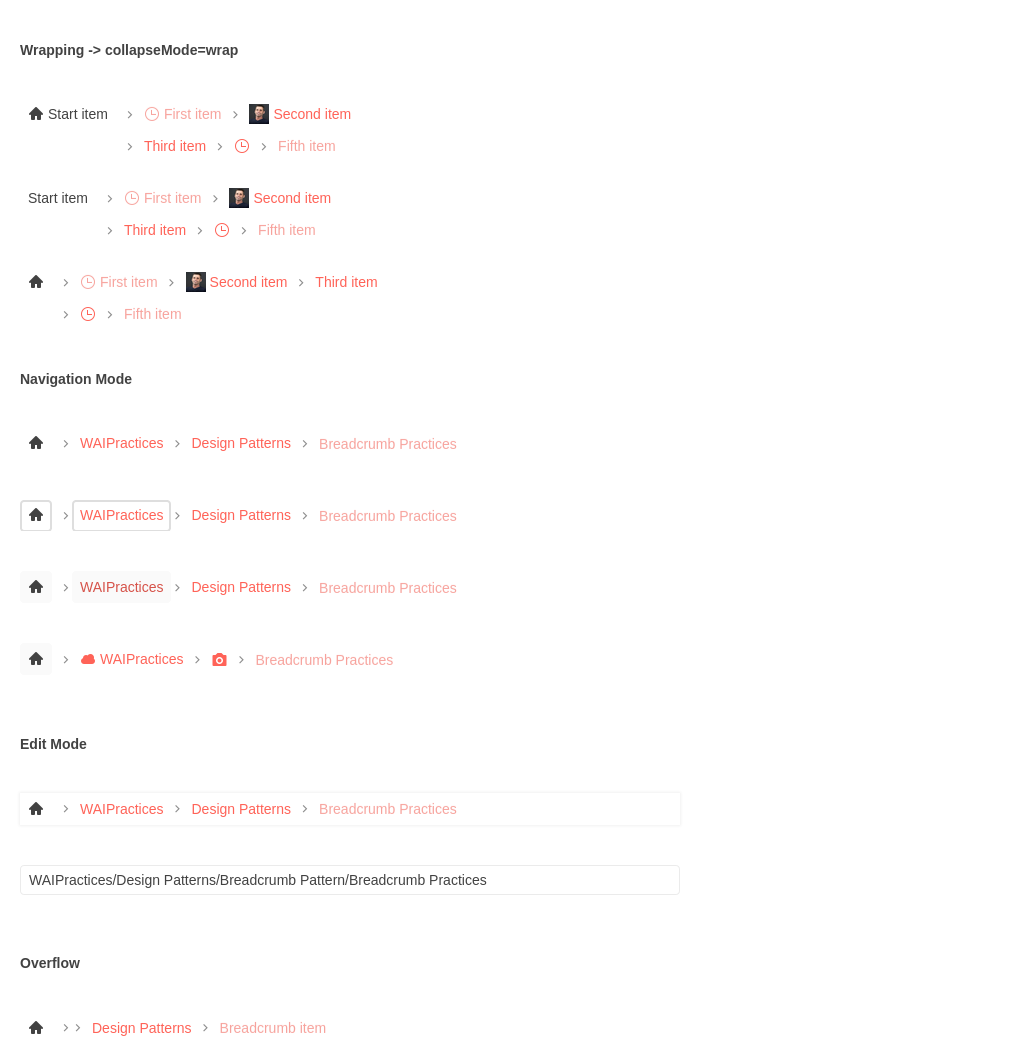 Wrapping -> collapseMode=wrap
Start item First item Second item
Third item Fifth item
Start item First item Second item
Third item Fifth item
First item Second item Third item
Fifth item
Navigation Mode
WAIPractices Design Patterns Breadcrumb Practices
WAIPractices Design Patterns Breadcrumb Practices
WAIPractices Design Patterns Breadcrumb Practices
WAIPractices Breadcrumb Practices
Edit Mode
WAIPractices Design Patterns Breadcrumb Practices
WAIPractices/Design Patterns/Breadcrumb Pattern/Breadcrumb Practices
Overflow
Design Patterns Breadcrumb item